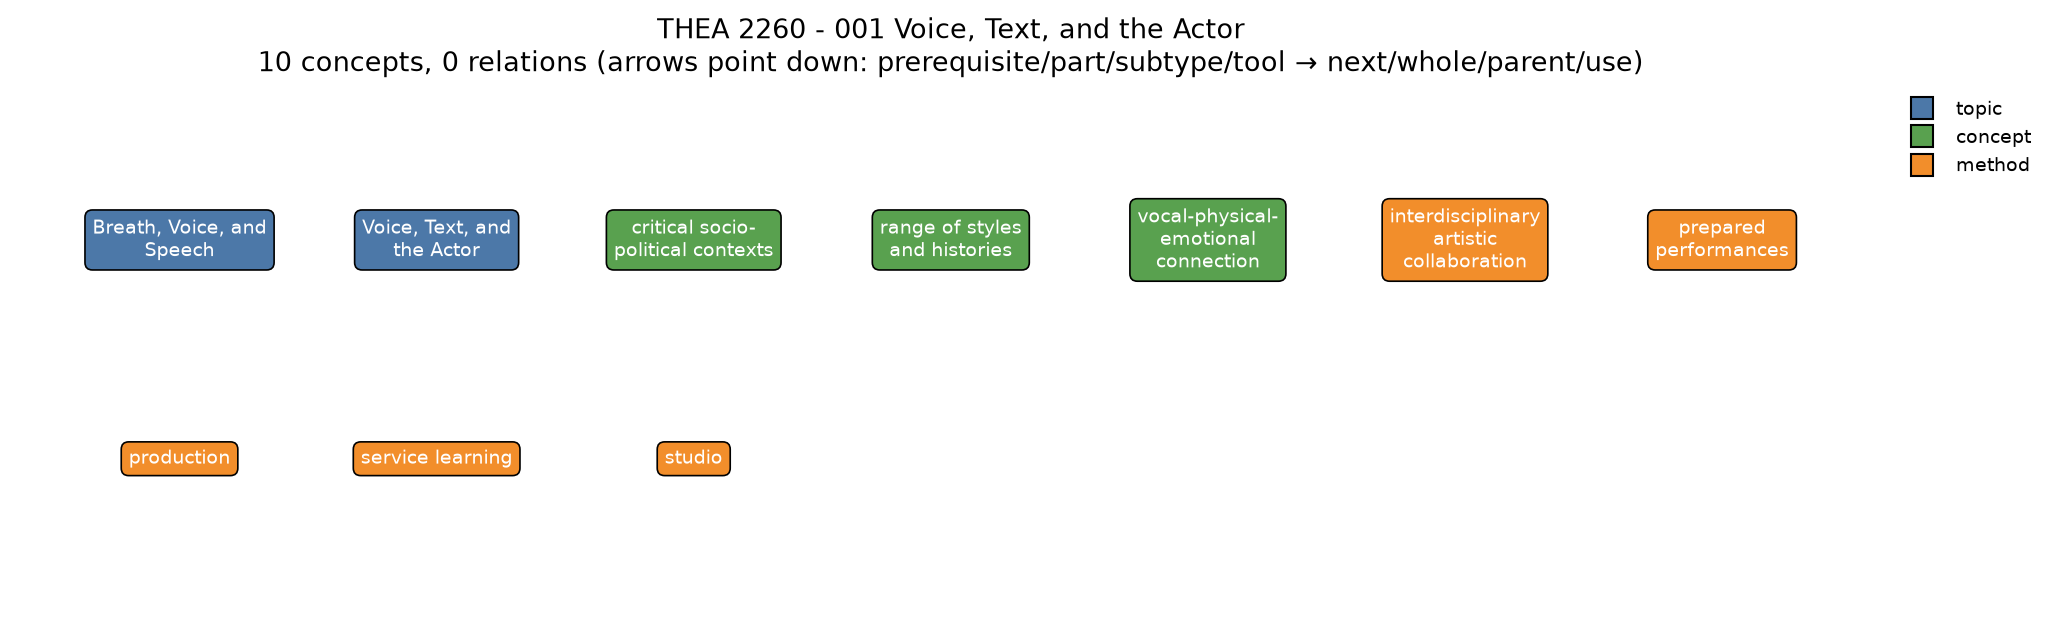 THEA 2260 - 001 Voice, Text, and the Actor
10 concepts, 0 relations (arrows point down: prerequisite/part/subtype/tool → next/whole/parent/use)
topic
concept
method
Breath, Voice, and
Speech
Voice, Text, and
the Actor
critical socio-
political contexts
range of styles
and histories
vocal-physical-
emotional
connection
interdisciplinary
artistic
collaboration
prepared
performances
production
service learning
studio